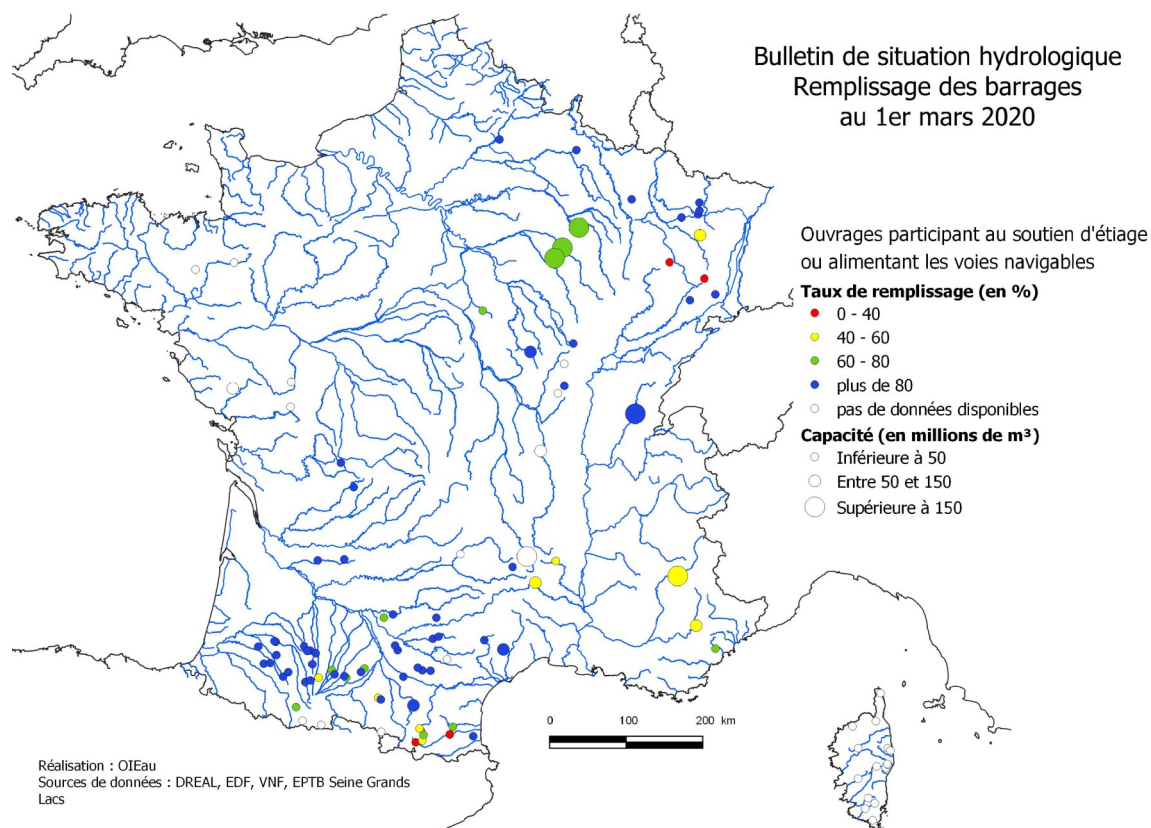 Bulletin de situation hydrologique
Remplissage des barrages
au 1er mars 2020
Ouvrages participant au soutien d'étiage
ou alimentant les voies navigables
Taux de remplissage (en %)
0 - 40
40 - 60
60 - 80
plus de 80
pas de données disponibles
Capacité (en millions de m³)
Inférieure à 50
Entre 50 et 150
Supérieure à 150
0 100 200 km
Réalisation : OIEau
Sources de données : DREAL, EDF, VNF, EPTB Seine Grands
Lacs